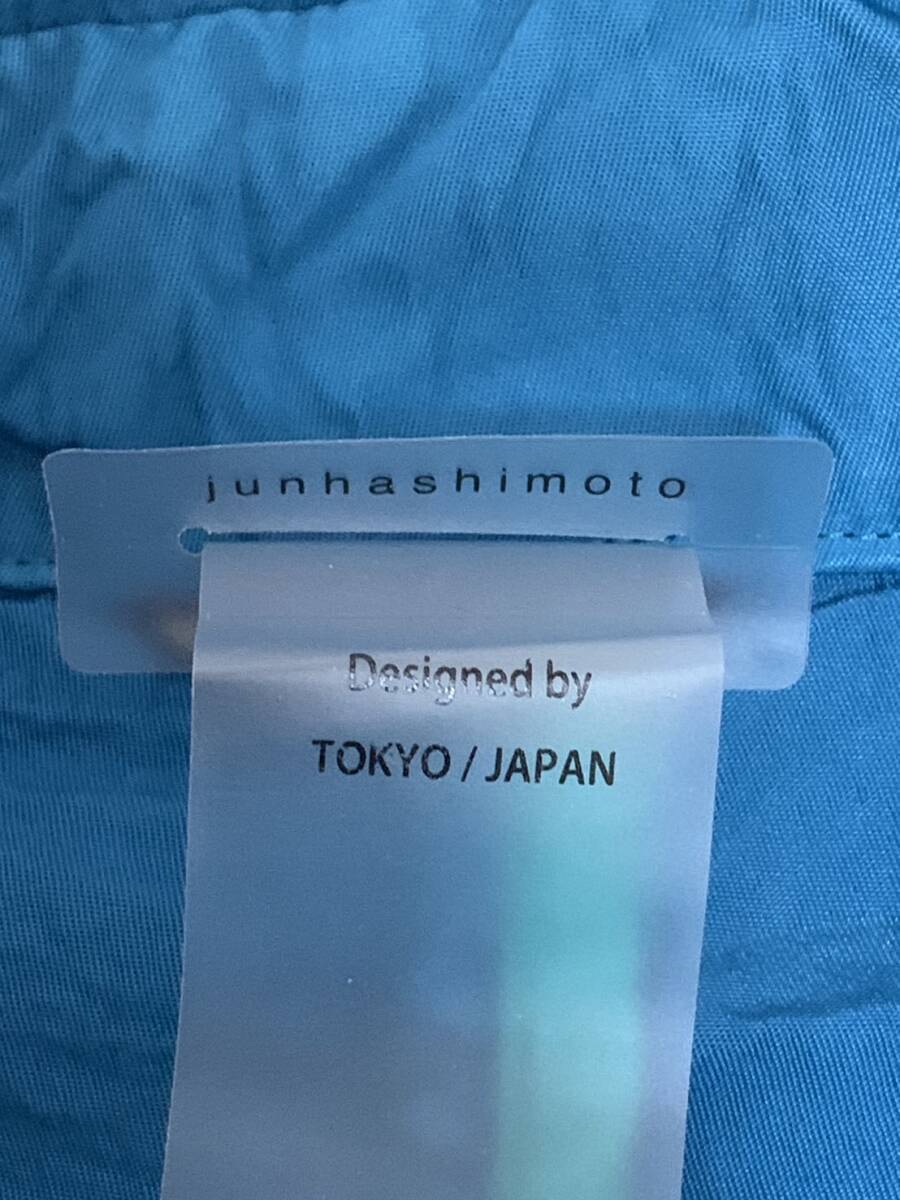 junhashimoto
Designed by
TOKYO / JAPAN